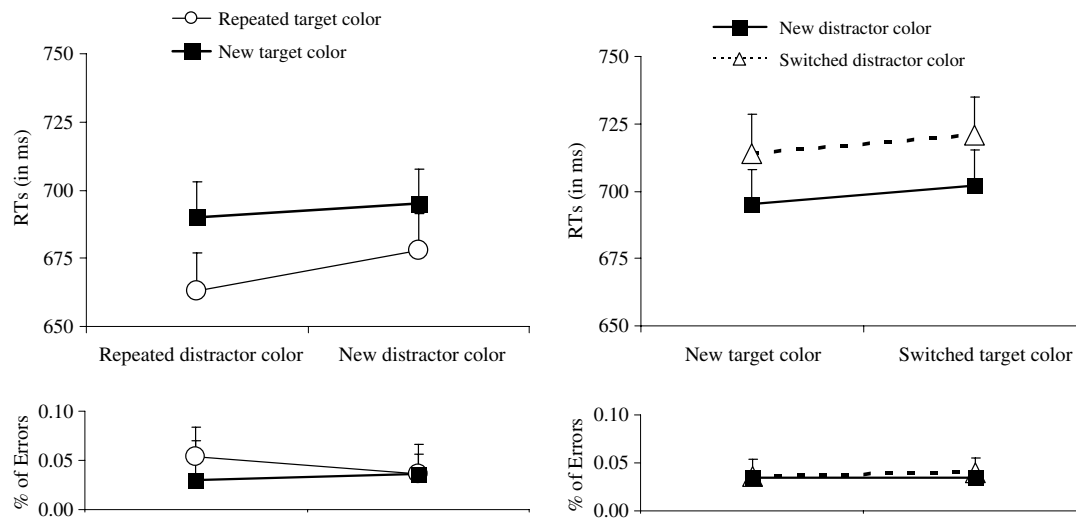 Repeated target color
New target color
750
725
700
675
650
RTs (in ms)
Repeated distractor color
New distractor color
0.10
0.05
0.00
% of Errors
New distractor color
Switched distractor color
750
725
700
675
650
RTs (in ms)
New target color
Switched target color
0.10
0.05
0.00
% of Errors